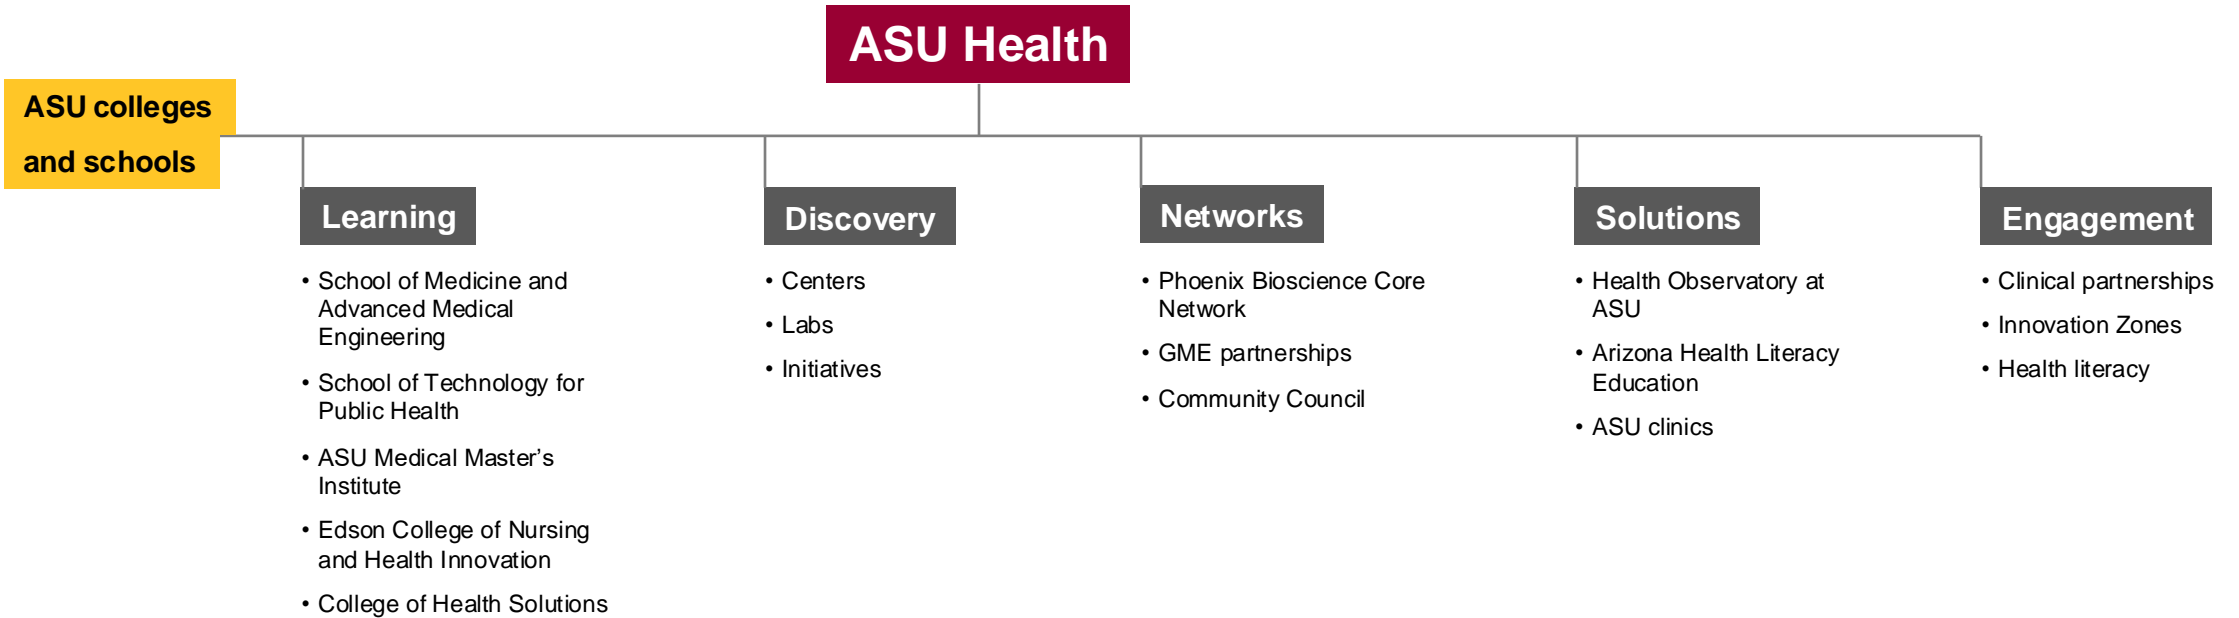 ASU Health
ASU colleges
and schools
Learning
• School of Medicine and
Advanced Medical
Engineering
• School of Technology for
Public Health
• ASU Medical Master’s
Institute
• Edson College of Nursing
and Health Innovation
• College of Health Solutions
Discovery
• Centers
• Labs
• Initiatives
Networks
• Phoenix Bioscience Core
Network
• GME partnerships
• Community Council
Solutions
• Health Observatory at
ASU
• Arizona Health Literacy
Education
• ASU clinics
Engagement
• Clinical partnerships
• Innovation Zones
• Health literacy